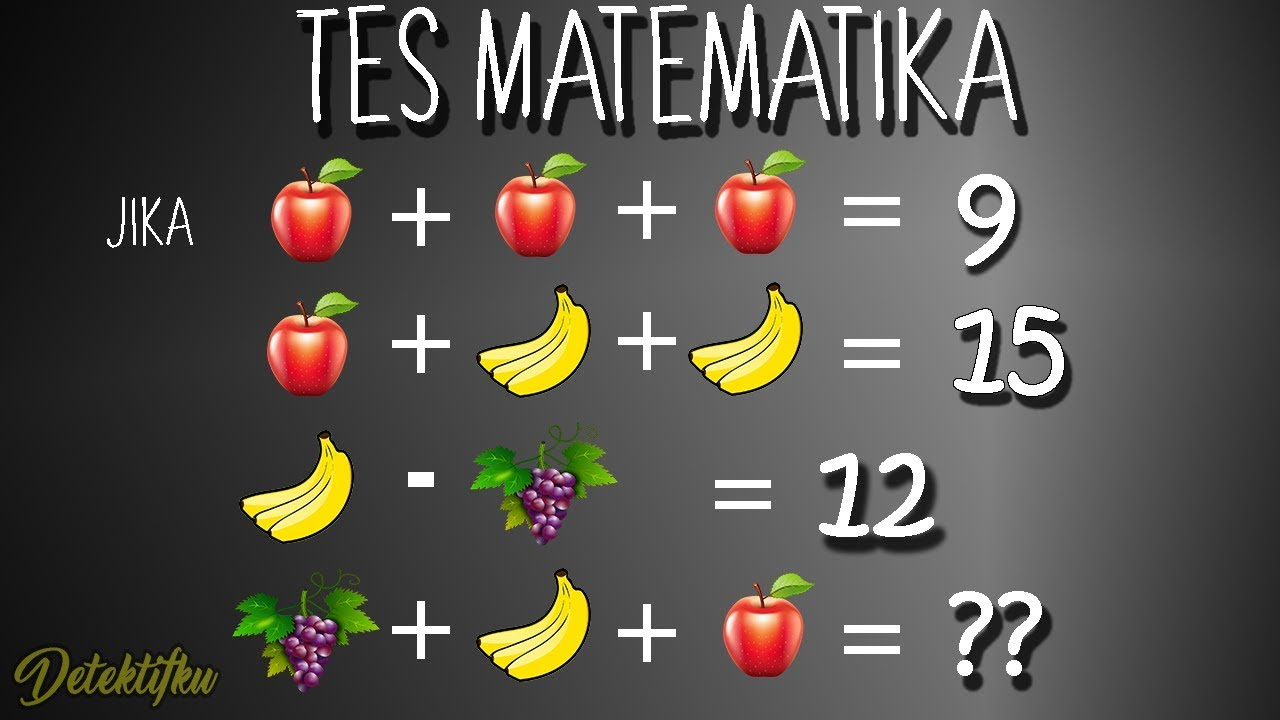 TES MATEMATIKA
JIKA + + = 9
+ + = 15
- = 12
+ + = ??
Detektifku